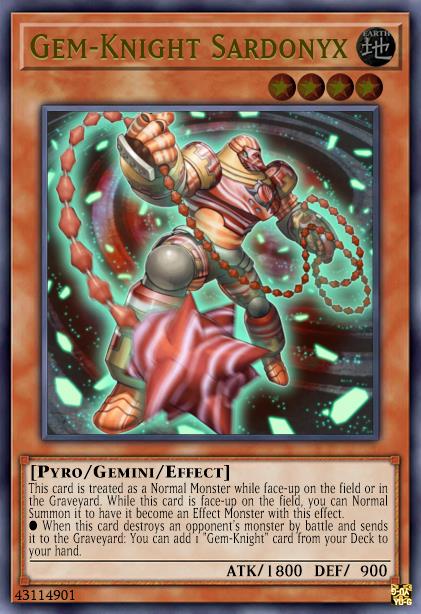 Gem-Knight Sardonyx
EARTH
地
[Pyro/Gemini/Effect]
This card is treated as a Normal Monster while face-up on the field or in
the Graveyard. While this card is face-up on the field, you can Normal
Summon it to have it become an Effect Monster with this effect.
● When this card destroys an opponent's monster by battle and sends
it to the Graveyard: You can add 1 "Gem-Knight" card from your Deck to
your hand.
ATK/1800 DEF/ 900
43114901